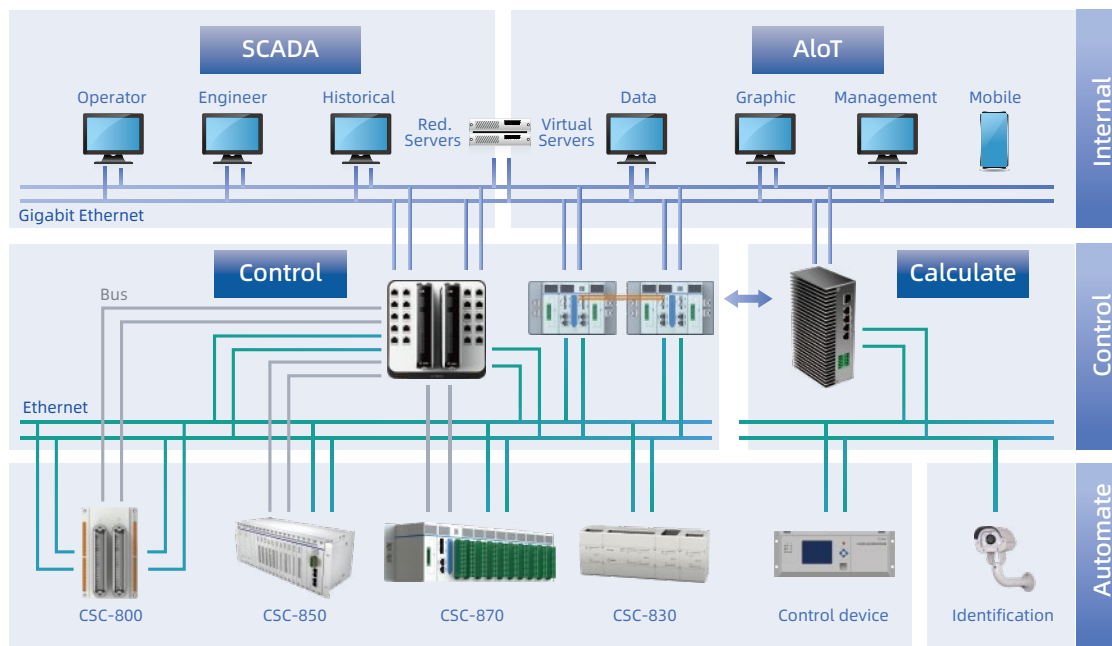 SCADA
AloT
Operator
Engineer
Historical
Red.
Servers
Virtual
Servers
Data
Graphic
Management
Mobile
Internal
Gigabit Ethernet
Control
Calculate
Bus
Control
Ethernet
Automate
CSC-800
CSC-850
CSC-870
CSC-830
Control device
Identification